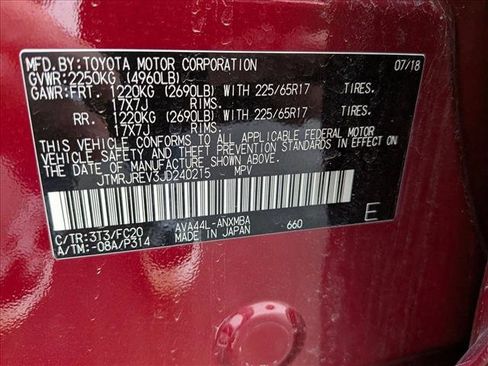 MFD.BY:TOYOTA MOTOR CORPORATION 07/18
GVWR:2250KG (4960LB)
GAWR:FRT. 1220KG (2690LB) WITH 225/65R17 TIRES.
17X7J RIMS.
RR. 1220KG (2690LB) WITH 225/65R17 TIRES.
17X7J RIMS.
THIS VEHICLE CONFORMS TO ALL APPLICABLE FEDERAL MOTOR
VEHICLE SAFETY AND THEFT PREVENTION STANDARDS IN EFFECT ON
THE DATE OF MANUFACTURE SHOWN ABOVE.
JTMRJREV3JD240215 MPV
C/TR:3T3/FC20 AVA44L-ANXMBA 660 E
A/TM:-08A/P314 MADE IN JAPAN